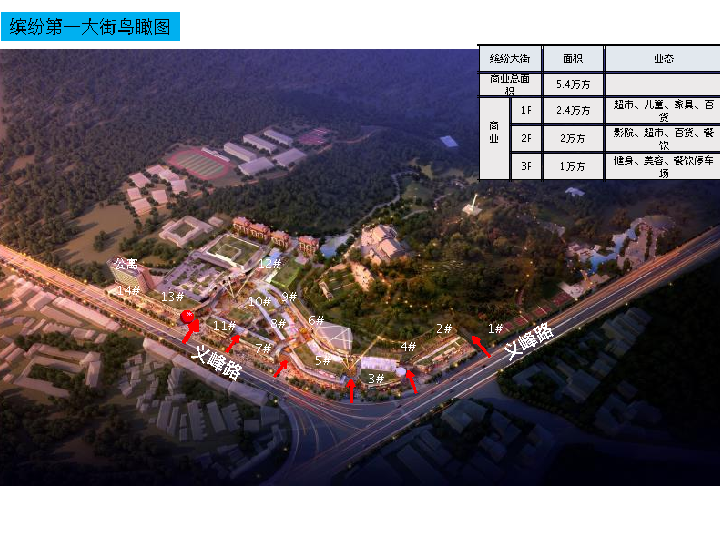 缤纷第一大街鸟瞰图
缤纷大街 面积 业态
商业总面
积
5.4万方
商
业
1F 2.4万方 超市、儿童、家具、百
货
2F 2万方 影院、超市、百货、餐
饮
3F 1万方 健身、美容、餐饮停车
场
公寓
12#
14#
13#
10#
9#
11#
8#
6#
2#
1#
7#
5#
4#
3#
义峰路
义峰路